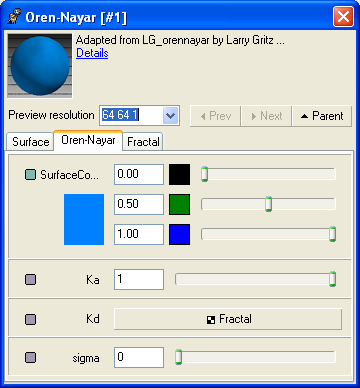 Oren-Nayar [#1]
Adapted from LG_orennayar by Larry Gritz ...
Details
Preview resolution 64 64 1 Prev Next Parent
Surface Oren-Nayar Fractal
SurfaceCo... 0.00
0.50
1.00
Ka 1
Kd Fractal
sigma 0